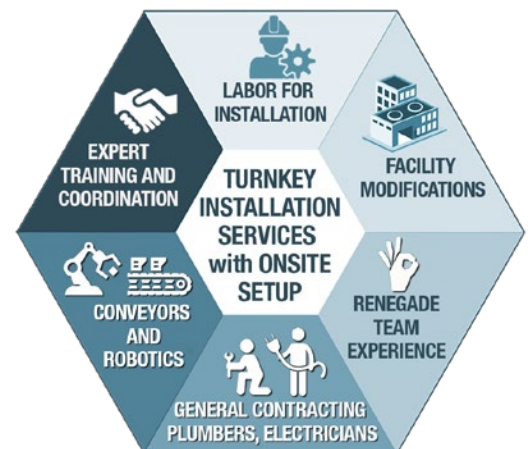 LABOR FOR
INSTALLATION
FACILITY
MODIFICATIONS
RENEGADE
TEAM
EXPERIENCE
GENERAL CONTRACTING
PLUMBERS, ELECTRICIANS
CONVEYORS
AND
ROBOTICS
EXPERT
TRAINING AND
COORDINATION
TURNKEY
INSTALLATION
SERVICES
with ONSITE
SETUP